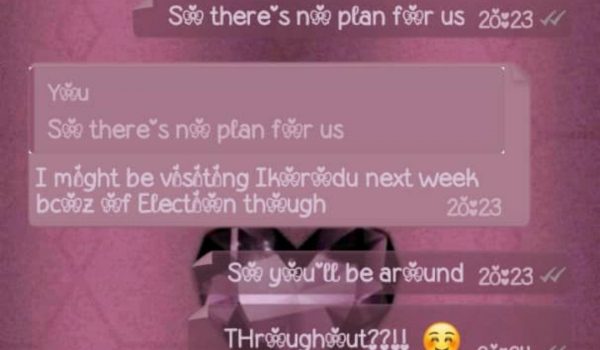 So there's no plan for us 20:23
You
So there's no plan for us
I might be visiting Ikorodu next week
bcoz of Election though 20:23
So you'll be around 20:23
THroughout??!! 😊